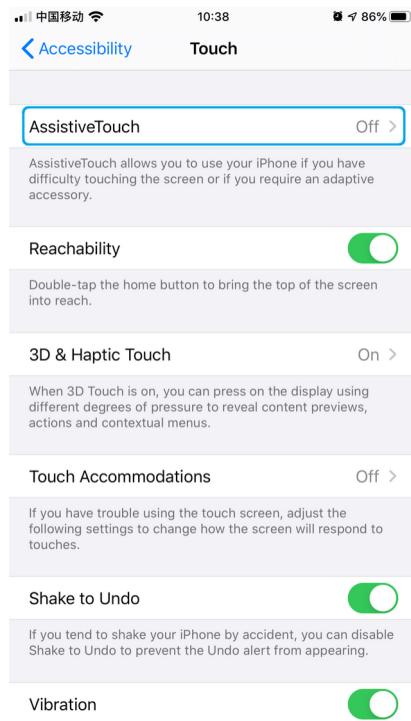 中国移动 10:38 86%
Accessibility Touch
AssistiveTouch Off
AssistiveTouch allows you to use your iPhone if you have
difficulty touching the screen or if you require an adaptive
accessory.
Reachability
Double-tap the home button to bring the top of the screen
into reach.
3D & Haptic Touch On
When 3D Touch is on, you can press on the display using
different degrees of pressure to reveal content previews,
actions and contextual menus.
Touch Accommodations Off
If you have trouble using the touch screen, adjust the
following settings to change how the screen will respond to
touches.
Shake to Undo
If you tend to shake your iPhone by accident, you can disable
Shake to Undo to prevent the Undo alert from appearing.
Vibration